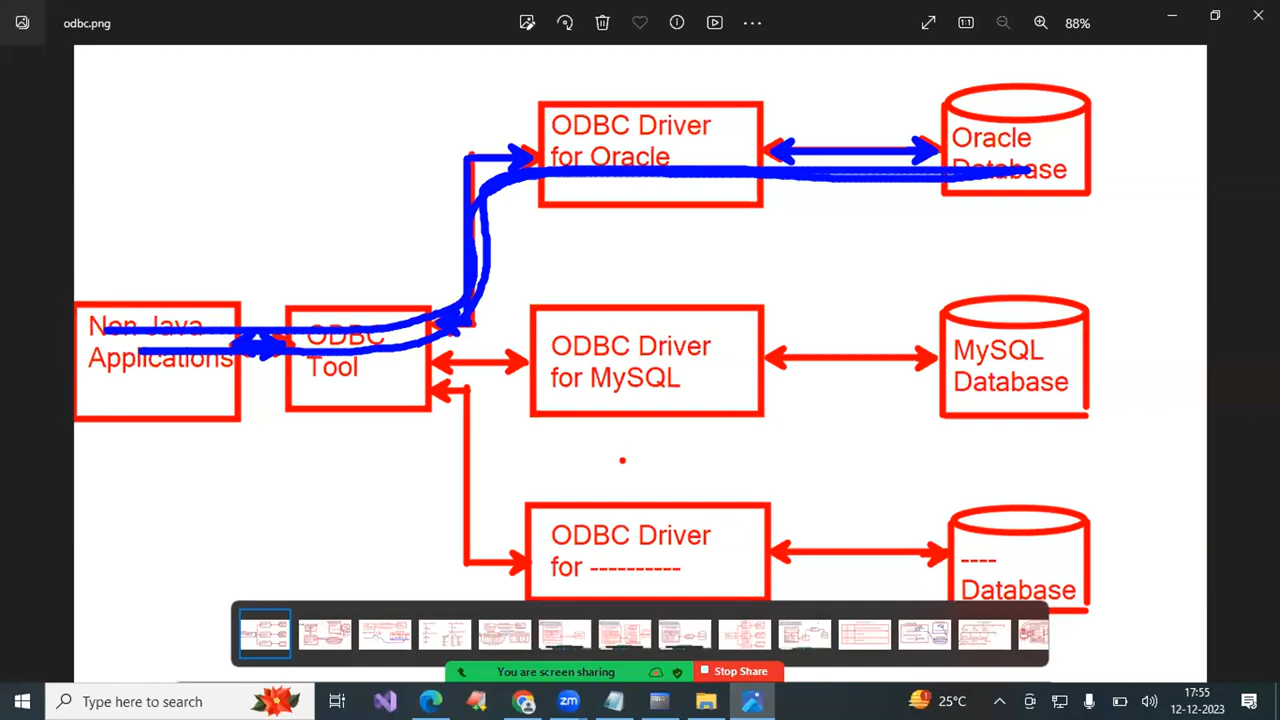 odbc.png
88%
ODBC Driver
for Oracle
Oracle
Database
Non-Java
Applications
ODBC
Tool
ODBC Driver
for MySQL
MySQL
Database
ODBC Driver
for ----------
----
Database
You are screen sharing
Stop Share
Type here to search
zm
1
25°C
17:55
12-12-2023